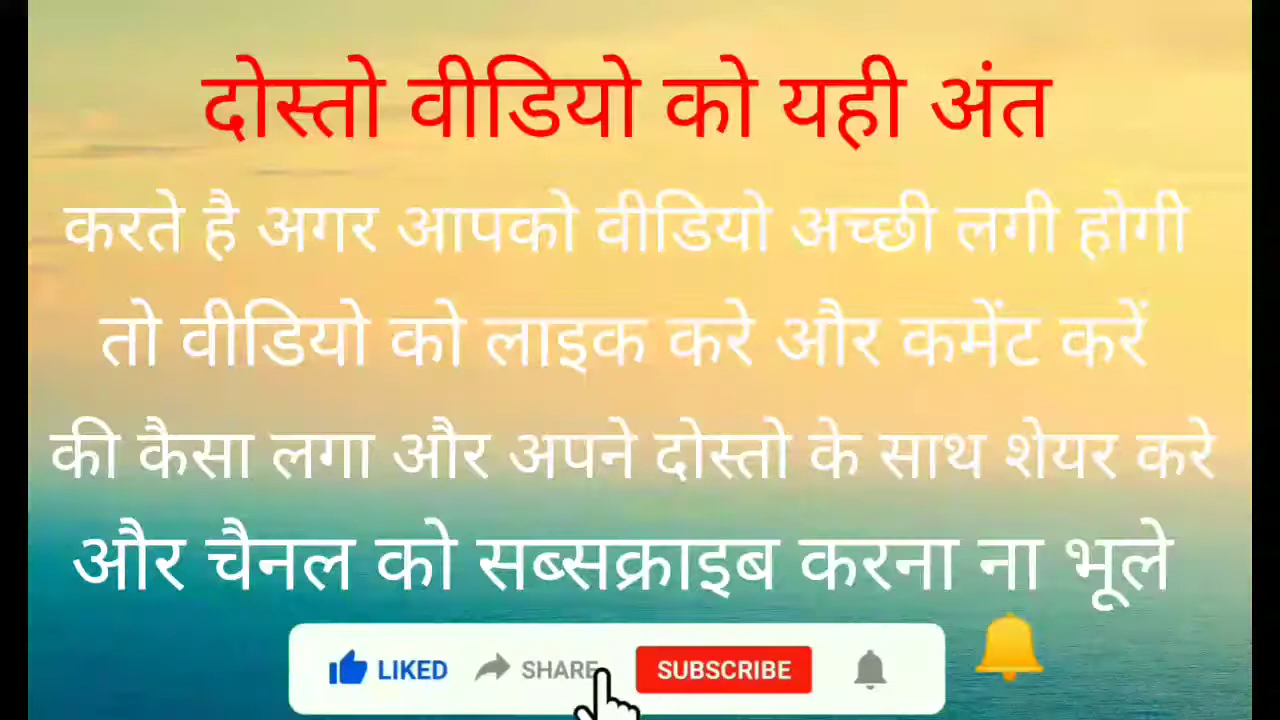 दोस्तो वीडियो को यही अंत
करते है अगर आपको वीडियो अच्छी लगी होगी
तो वीडियो को लाइक करे और कमेंट करें
की कैसा लगा और अपने दोस्तो के साथ शेयर करे
और चैनल को सब्सक्राइब करना ना भूले
LIKED SHARE SUBSCRIBE